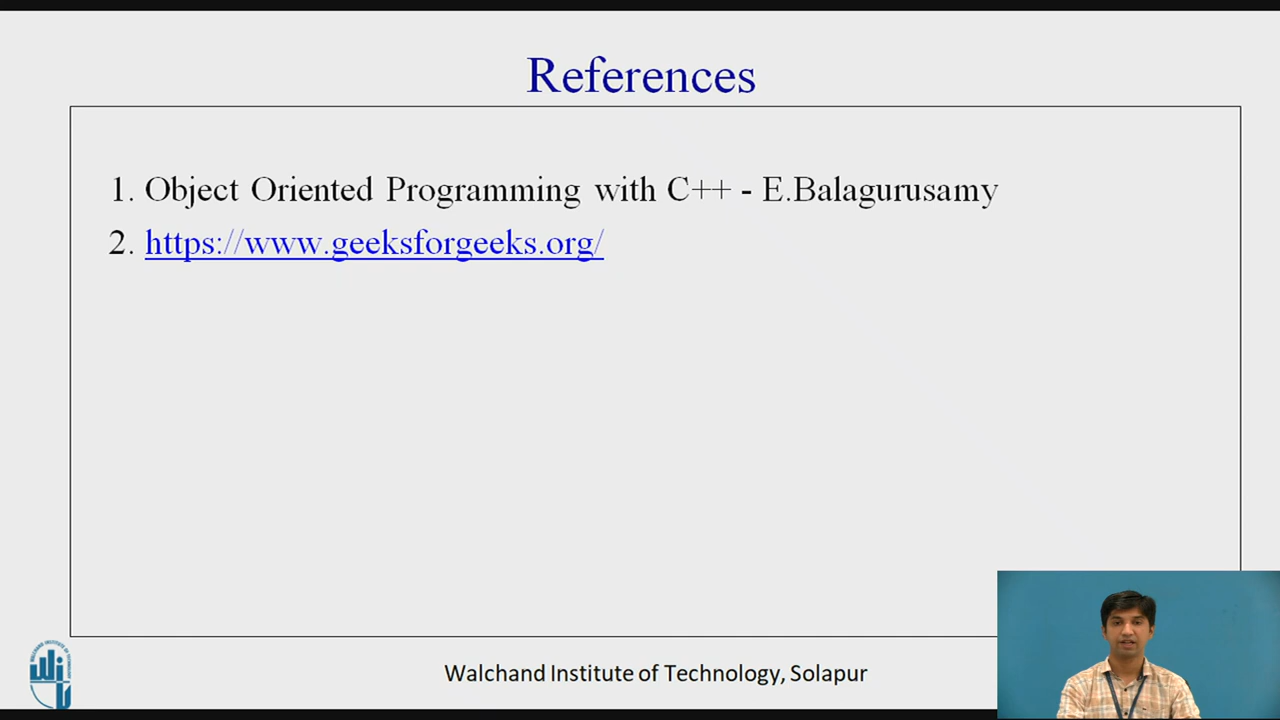 References
1. Object Oriented Programming with C++ - E.Balagurusamy
2. https://www.geeksforgeeks.org/
Walchand Institute of Technology, Solapur